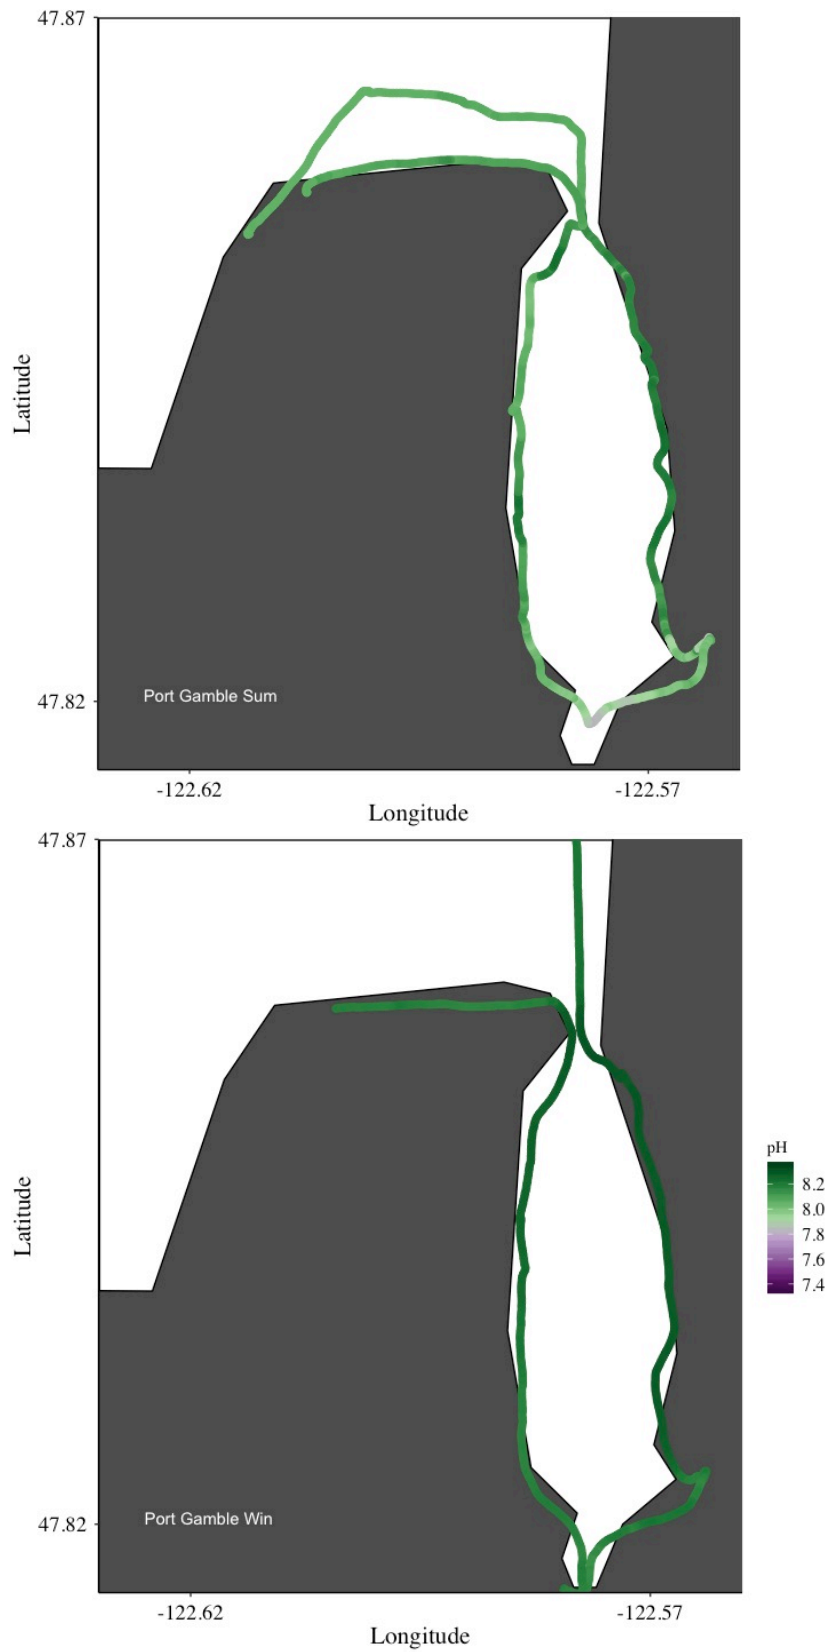 47.87
Latitude
Port Gamble Sum
47.82
-122.62 -122.57
Longitude
47.87
Latitude
pH
8.2
8.0
7.8
7.6
7.4
Port Gamble Win
47.82
-122.62 -122.57
Longitude